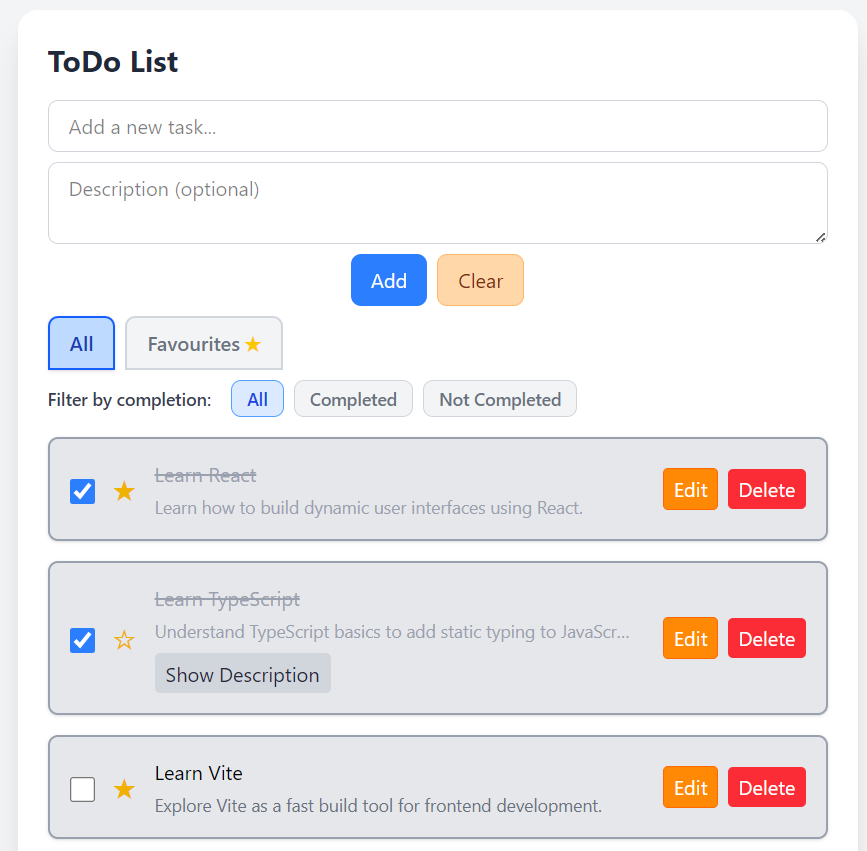 ToDo List
Add a new task...
Description (optional)
Add Clear
All Favourites ★
Filter by completion: All Completed Not Completed
Learn React
Learn how to build dynamic user interfaces using React.
Edit Delete
Learn TypeScript
Understand TypeScript basics to add static typing to JavaScr...
Show Description
Edit Delete
Learn Vite
Explore Vite as a fast build tool for frontend development.
Edit Delete